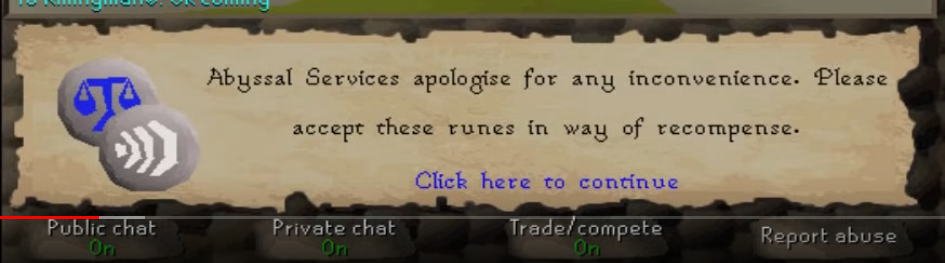 Abyssal Services apologise for any inconvenience. Please
accept these runes in way of recompense.
Click here to continue
Public chat
On
Private chat
On
Trade/compete
On
Report abuse